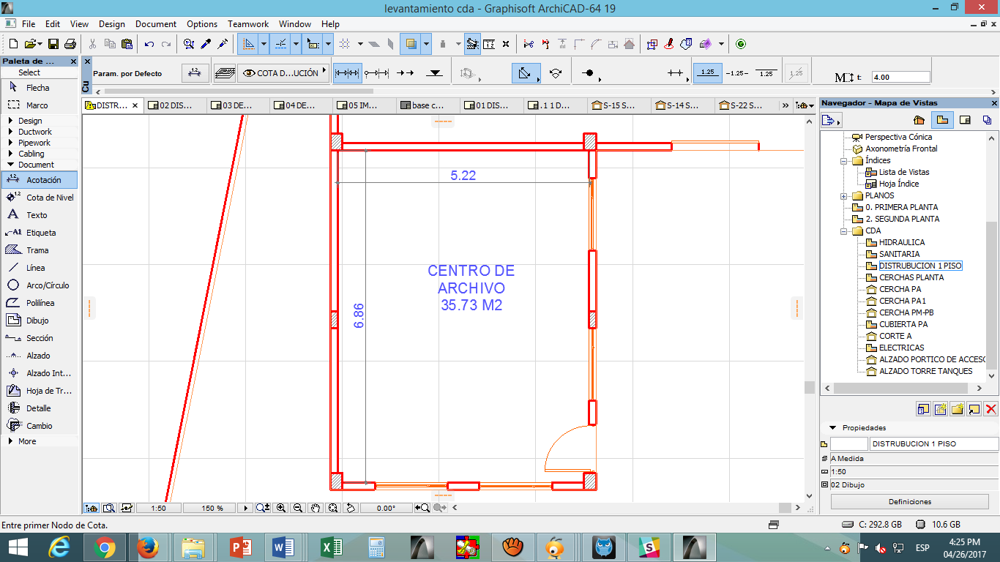 levantamiento cda - Graphisoft ArchiCAD-64 19
File Edit View Design Document Options Teamwork Window Help
Paleta de ...
Select
Flecha
Marco
Design
Ductwork
Pipework
Cabling
Document
Acotación
Cota de Nivel
Texto
Etiqueta
Trama
Línea
Arco/Círculo
Polilínea
Dibujo
Sección
Alzado
Alzado Int...
Hoja de Tr...
Detalle
Cambio
More
Cu
Param. por Defecto
COTA D...UCIÓN
1.25 -1.25- 1.25 1.25
M t: 4.00
DISTR... 02 DIS... 03 DE... 04 DE... 05 IM... base c... 01 DIS... .1 1 D... S-15 S... S-14 S... S-22 S...
5.22
CENTRO DE
ARCHIVO
35.73 M2
6.86
1:50 150 % 0.00°
Navegador - Mapa de Vistas
Perspectiva Cónica
Axonometría Frontal
Índices
Lista de Vistas
Hoja Índice
PLANOS
0. PRIMERA PLANTA
2. SEGUNDA PLANTA
CDA
HIDRAULICA
SANITARIA
DISTRUBUCION 1 PISO
CERCHAS PLANTA
CERCHA PA
CERCHA PA1
CERCHA PM-PB
CUBIERTA PA
CORTE A
ELECTRICAS
ALZADO PORTICO DE ACCESO
ALZADO TORRE TANQUES
Propiedades
DISTRUBUCION 1 PISO
A Medida
1:50
02 Dibujo
Definiciones
Entre primer Nodo de Cota.
C: 292.8 GB 10.6 GB
ESP
4:25 PM
04/26/2017